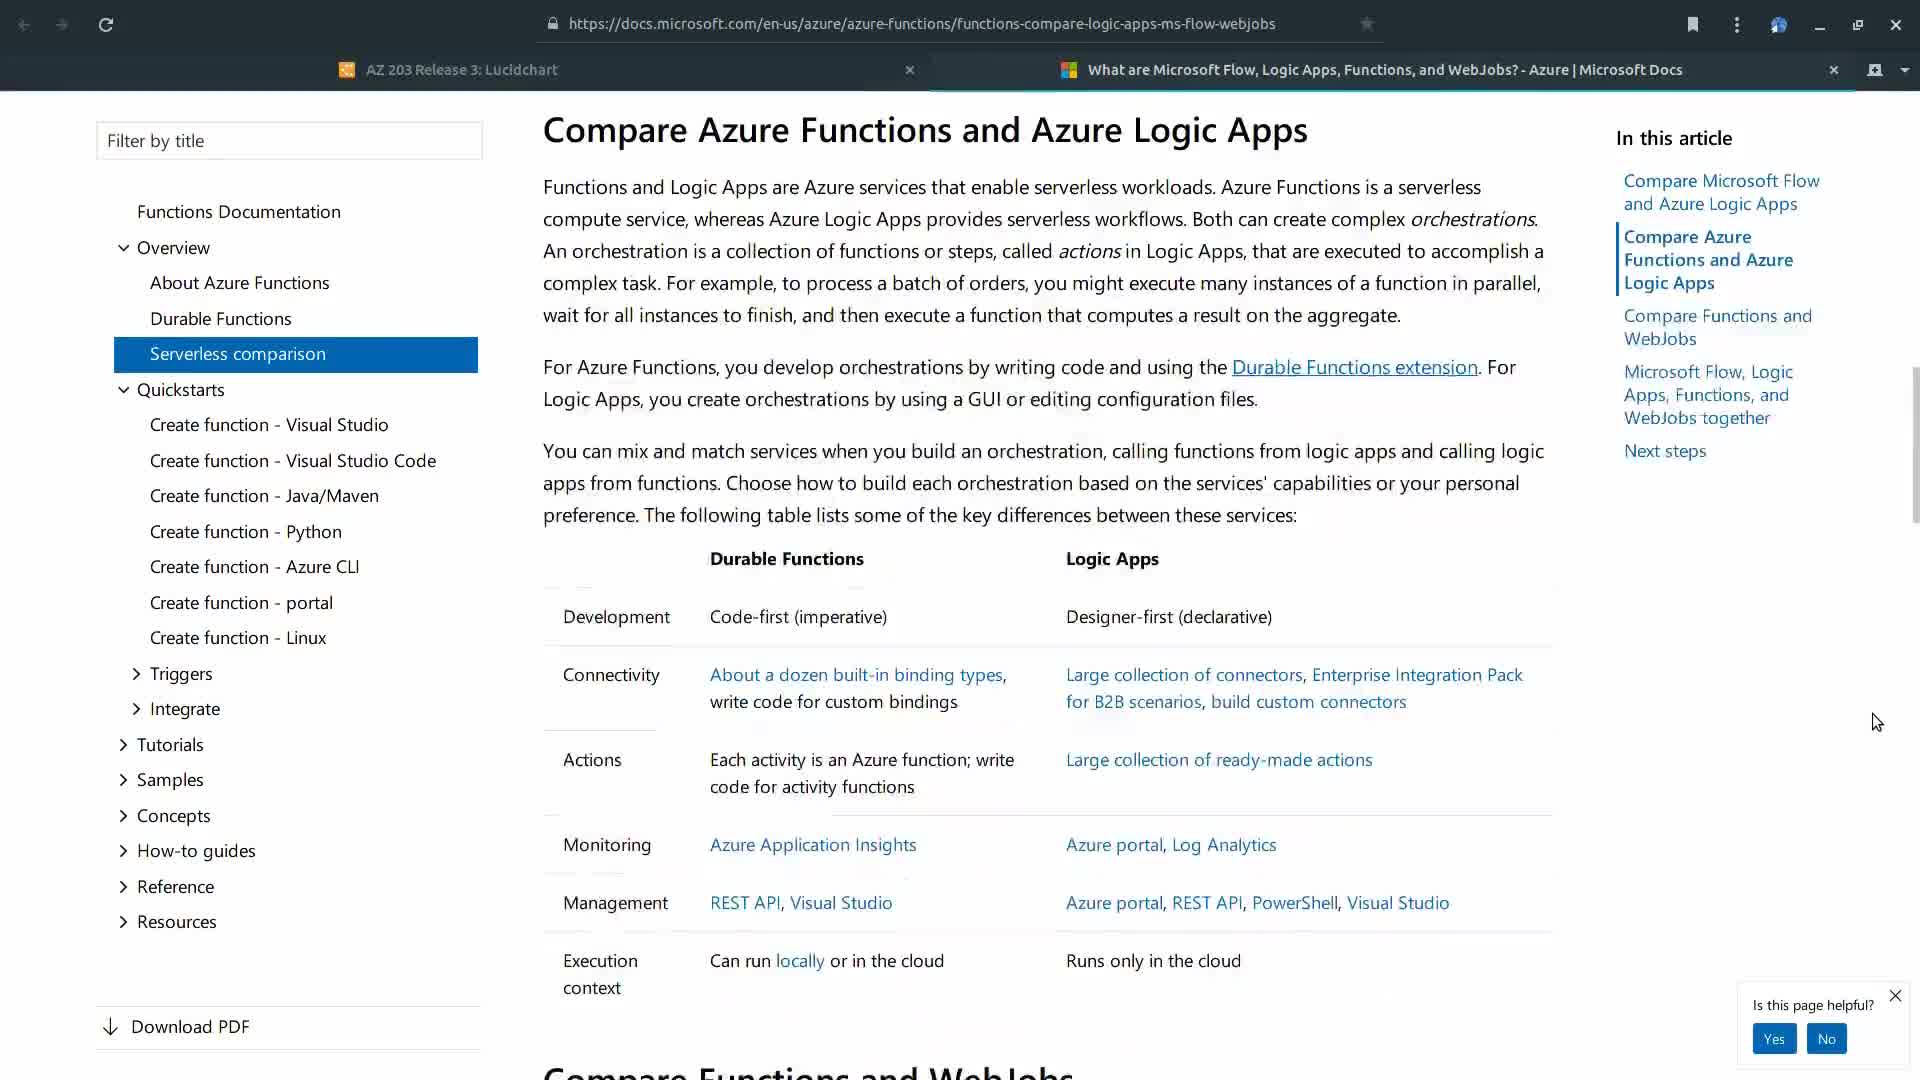 https://docs.microsoft.com/en-us/azure/azure-functions/functions-compare-logic-apps-ms-flow-webjobs
AZ 203 Release 3: Lucidchart
What are Microsoft Flow, Logic Apps, Functions, and WebJobs? - Azure | Microsoft Docs
Filter by title
Functions Documentation
Overview
About Azure Functions
Durable Functions
Serverless comparison
Quickstarts
Create function - Visual Studio
Create function - Visual Studio Code
Create function - Java/Maven
Create function - Python
Create function - Azure CLI
Create function - portal
Create function - Linux
Triggers
Integrate
Tutorials
Samples
Concepts
How-to guides
Reference
Resources
Download PDF
Compare Azure Functions and Azure Logic Apps
Functions and Logic Apps are Azure services that enable serverless workloads. Azure Functions is a serverless
compute service, whereas Azure Logic Apps provides serverless workflows. Both can create complex orchestrations.
An orchestration is a collection of functions or steps, called actions in Logic Apps, that are executed to accomplish a
complex task. For example, to process a batch of orders, you might execute many instances of a function in parallel,
wait for all instances to finish, and then execute a function that computes a result on the aggregate.
For Azure Functions, you develop orchestrations by writing code and using the Durable Functions extension. For
Logic Apps, you create orchestrations by using a GUI or editing configuration files.
You can mix and match services when you build an orchestration, calling functions from logic apps and calling logic
apps from functions. Choose how to build each orchestration based on the services' capabilities or your personal
preference. The following table lists some of the key differences between these services:
Durable Functions Logic Apps
Development Code-first (imperative) Designer-first (declarative)
Connectivity About a dozen built-in binding types, Large collection of connectors, Enterprise Integration Pack
write code for custom bindings for B2B scenarios, build custom connectors
Actions Each activity is an Azure function; write Large collection of ready-made actions
code for activity functions
Monitoring Azure Application Insights Azure portal, Log Analytics
Management REST API, Visual Studio Azure portal, REST API, PowerShell, Visual Studio
Execution Can run locally or in the cloud Runs only in the cloud
context
Compare Functions and WebJobs
In this article
Compare Microsoft Flow
and Azure Logic Apps
Compare Azure
Functions and Azure
Logic Apps
Compare Functions and
WebJobs
Microsoft Flow, Logic
Apps, Functions, and
WebJobs together
Next steps
Is this page helpful?
Yes No